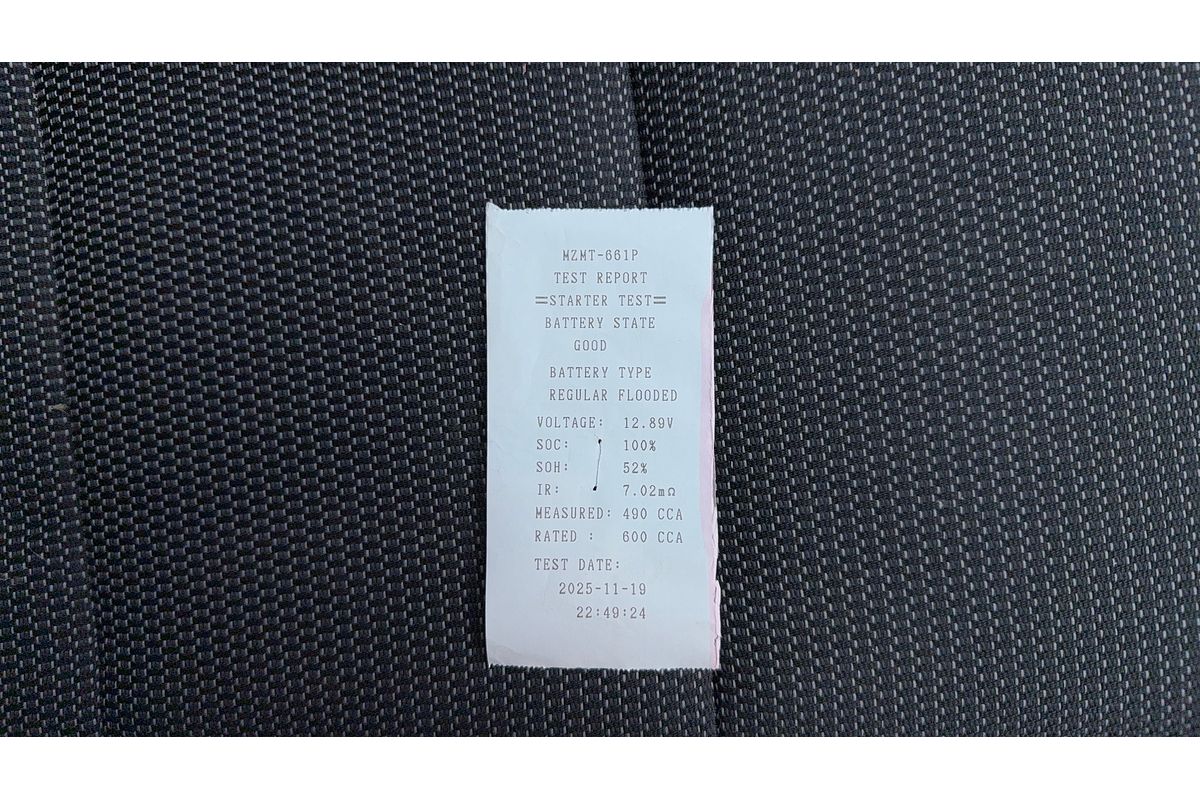 MZMT-661P
TEST REPORT
=STARTER TEST=
BATTERY STATE
GOOD
BATTERY TYPE
REGULAR FLOODED
VOLTAGE: 12.89V
SOC: 100%
SOH: 52%
IR: 7.02mΩ
MEASURED: 490 CCA
RATED : 600 CCA
TEST DATE:
2025-11-19
22:49:24